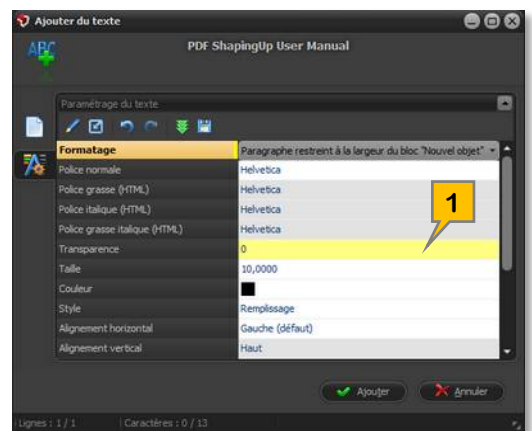 Ajouter du texte
ABC
PDF ShapingUp User Manual
Paramétrage du texte
Formatage Paragraphe restreint à la largeur du bloc "Nouvel objet"
Police normale Helvetica
Police grasse (HTML) Helvetica
Police italique (HTML) Helvetica
Police grasse italique (HTML) Helvetica
Transparence 0
1
Taille 10,0000
Couleur
Style Remplissage
Alignement horizontal Gauche (défaut)
Alignement vertical Haut
Ajouter Annuler
Lignes : 1 / 1 Caractères : 0 / 13